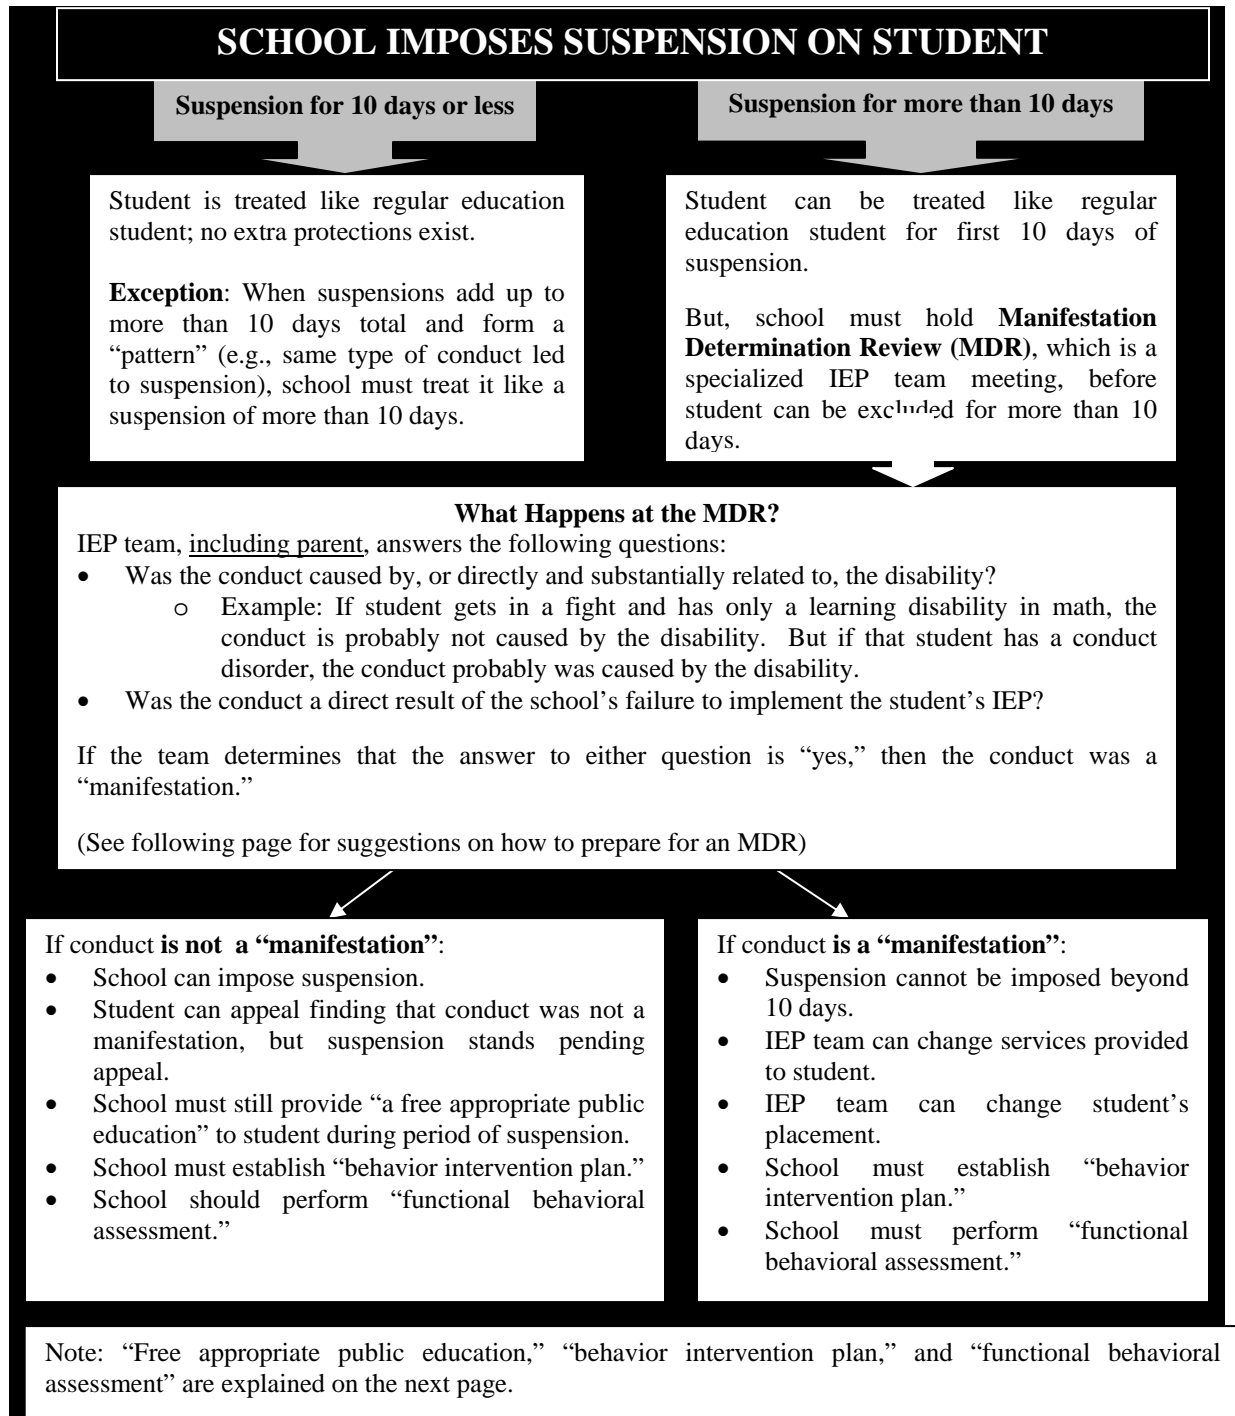 SCHOOL IMPOSES SUSPENSION ON STUDENT
Suspension for 10 days or less
Suspension for more than 10 days
Student is treated like regular education
student; no extra protections exist.
Exception: When suspensions add up to
more than 10 days total and form a
“pattern” (e.g., same type of conduct led
to suspension), school must treat it like a
suspension of more than 10 days.
Student can be treated like regular
education student for first 10 days of
suspension.
But, school must hold Manifestation
Determination Review (MDR), which is a
specialized IEP team meeting, before
student can be excluded for more than 10
days.
What Happens at the MDR?
IEP team, including parent, answers the following questions:
• Was the conduct caused by, or directly and substantially related to, the disability?
o Example: If student gets in a fight and has only a learning disability in math, the
conduct is probably not caused by the disability. But if that student has a conduct
disorder, the conduct probably was caused by the disability.
• Was the conduct a direct result of the school’s failure to implement the student’s IEP?
If the team determines that the answer to either question is “yes,” then the conduct was a
“manifestation.”
(See following page for suggestions on how to prepare for an MDR)
If conduct is not a “manifestation”:
• School can impose suspension.
• Student can appeal finding that conduct was not a
manifestation, but suspension stands pending
appeal.
• School must still provide “a free appropriate public
education” to student during period of suspension.
• School must establish “behavior intervention plan.”
• School should perform “functional behavioral
assessment.”
If conduct is a “manifestation”:
• Suspension cannot be imposed beyond
10 days.
• IEP team can change services provided
to student.
• IEP team can change student’s
placement.
• School must establish “behavior
intervention plan.”
• School must perform “functional
behavioral assessment.”
Note: “Free appropriate public education,” “behavior intervention plan,” and “functional behavioral
assessment” are explained on the next page.